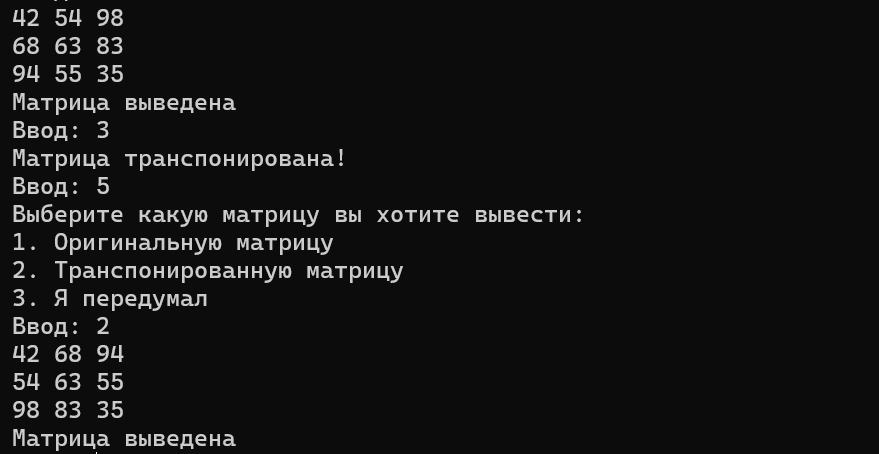 42 54 98
68 63 83
94 55 35
Матрица выведена
Ввод: 3
Матрица транспонирована!
Ввод: 5
Выберите какую матрицу вы хотите вывести:
1. Оригинальную матрицу
2. Транспонированную матрицу
3. Я передумал
Ввод: 2
42 68 94
54 63 55
98 83 35
Матрица выведена